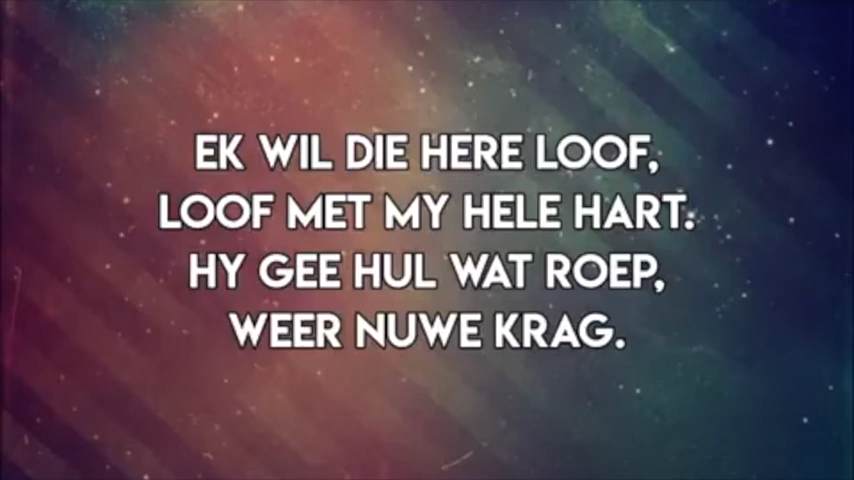 EK WIL DIE HERE LOOF,
LOOF MET MY HELE HART.
HY GEE HUL WAT ROEP,
WEER NUWE KRAG.